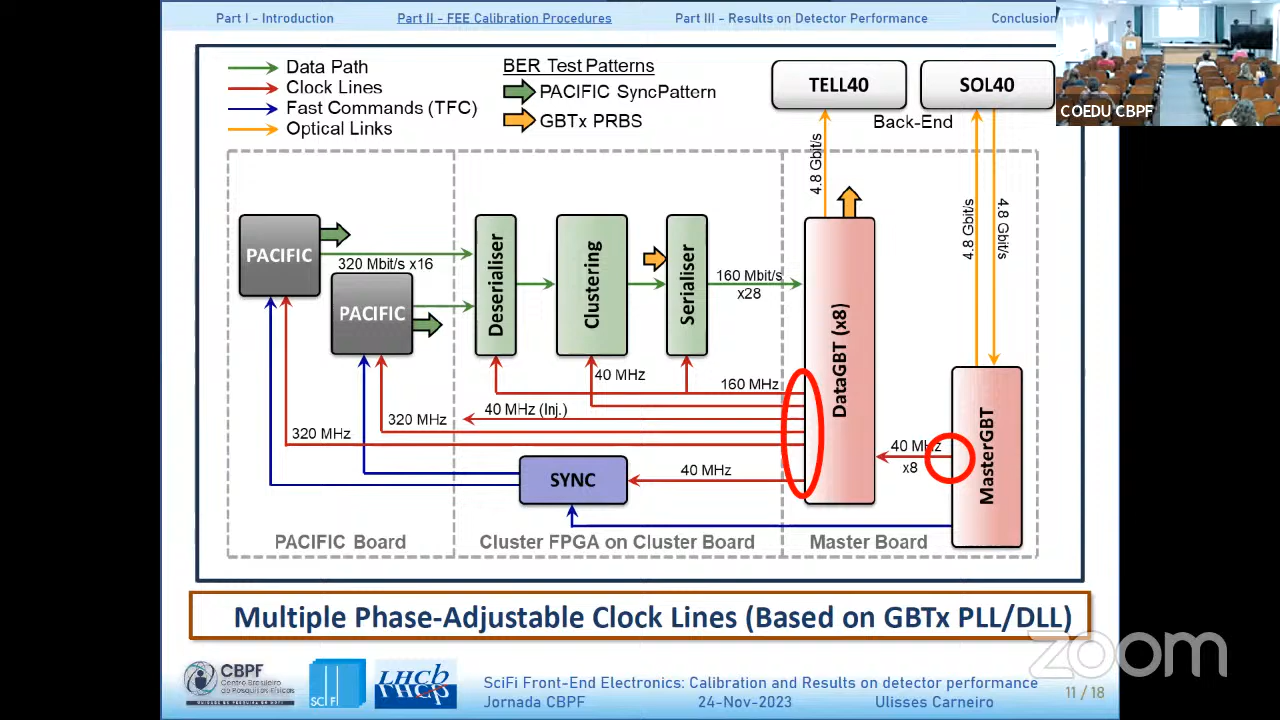 Part I - Introduction
Part II - FEE Calibration Procedures
Part III - Results on Detector Performance
Conclusion
COEDU CBPF
Data Path
Clock Lines
Fast Commands (TFC)
Optical Links
BER Test Patterns
PACIFIC SyncPattern
GBTx PRBS
TELL40
SOL40
Back-End
4.8 Gbit/s
4.8 Gbit/s
4.8 Gbit/s
PACIFIC
320 Mbit/s x16
PACIFIC
Deserialiser
Clustering
Serialiser
160 Mbit/s
x28
DataGBT (x8)
MasterGBT
40 MHz
160 MHz
40 MHz (Inj.)
320 MHz
320 MHz
40 MHz
x8
SYNC
40 MHz
PACIFIC Board
Cluster FPGA on Cluster Board
Master Board
Multiple Phase-Adjustable Clock Lines (Based on GBTx PLL/DLL)
zoom
CBPF
Centro Brasileiro
de Pesquisas Físicas
SCI FI
LHCb
SciFi Front-End Electronics: Calibration and Results on detector performance
Jornada CBPF
24-Nov-2023
Ulisses Carneiro
11 / 18